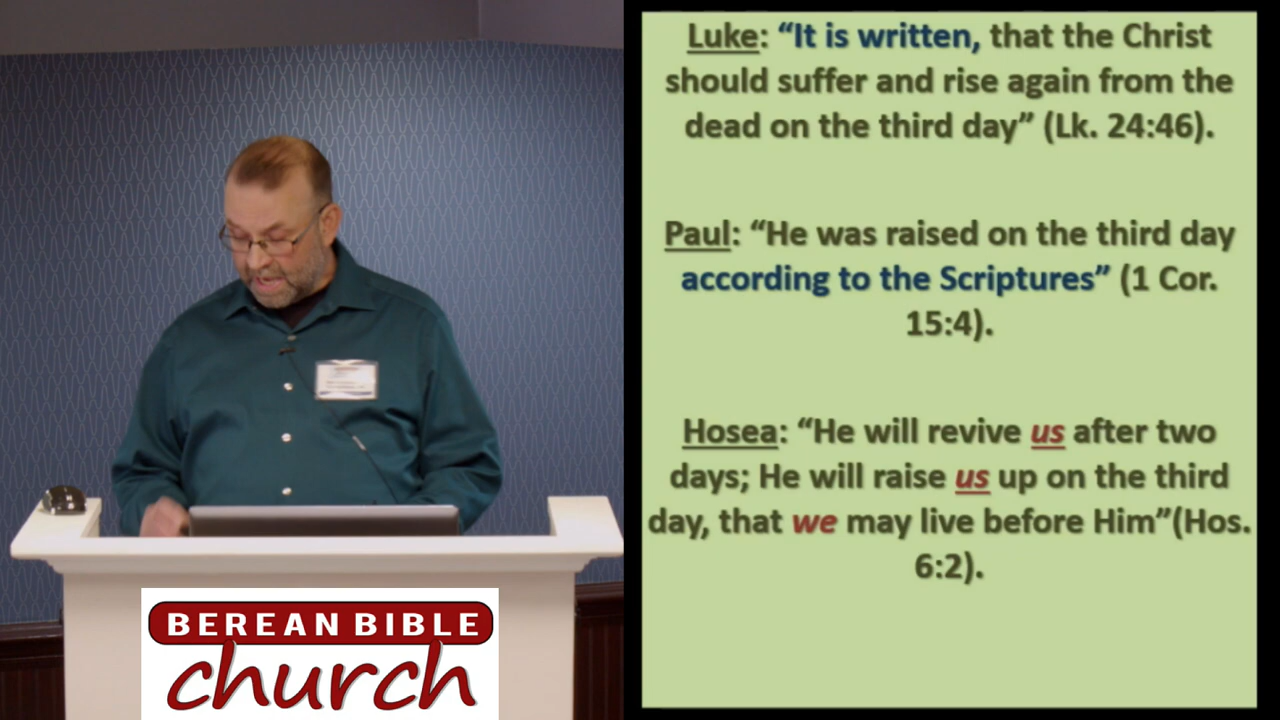 Luke: “It is written, that the Christ
should suffer and rise again from the
dead on the third day” (Lk. 24:46).
Paul: “He was raised on the third day
according to the Scriptures” (1 Cor.
15:4).
Hosea: “He will revive us after two
days; He will raise us up on the third
day, that we may live before Him”(Hos.
6:2).
BEREAN BIBLE
church